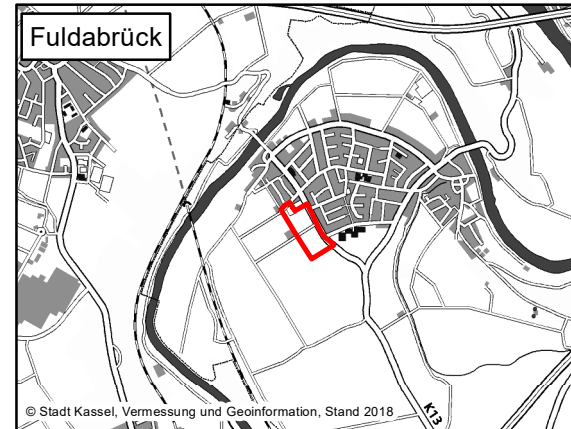 Fuldabrück
K13
© Stadt Kassel, Vermessung und Geoinformation, Stand 2018